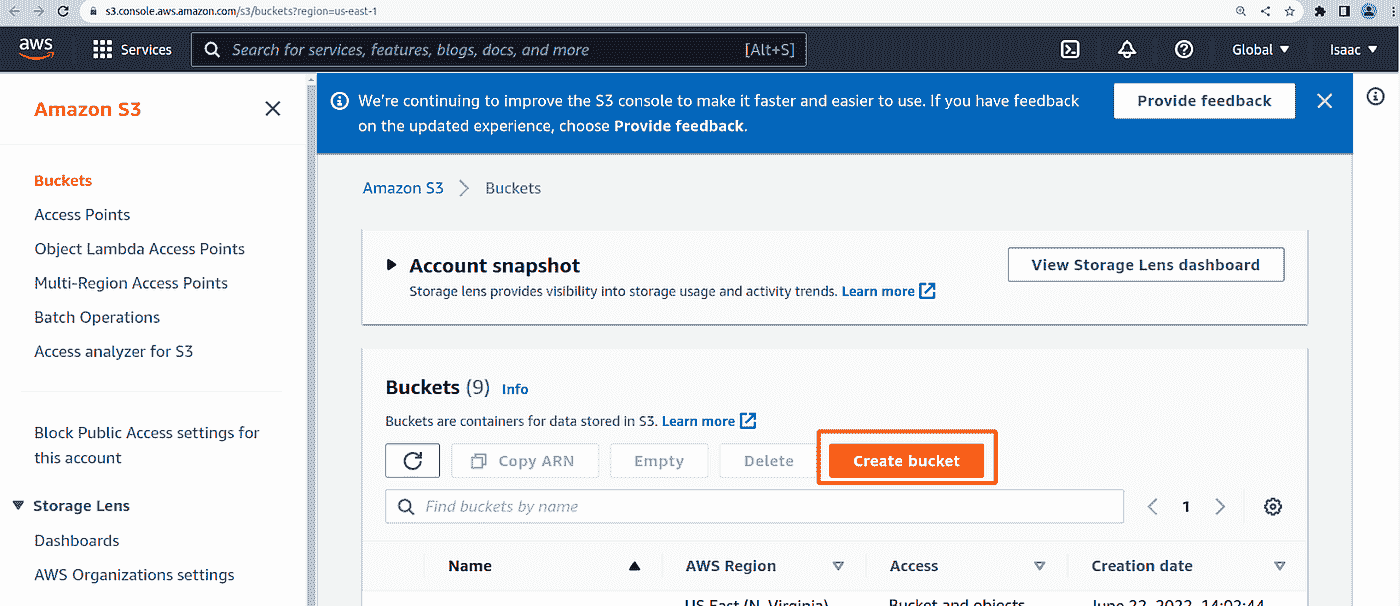 s3.console.aws.amazon.com/s3/buckets?region=us-east-1
aws
Services
Search for services, features, blogs, docs, and more
[Alt+S]
Global
Isaac
Amazon S3
Buckets
Access Points
Object Lambda Access Points
Multi-Region Access Points
Batch Operations
Access analyzer for S3
Block Public Access settings for
this account
Storage Lens
Dashboards
AWS Organizations settings
We're continuing to improve the S3 console to make it faster and easier to use. If you have feedback
on the updated experience, choose Provide feedback.
Provide feedback
Amazon S3
Buckets
Account snapshot
Storage lens provides visibility into storage usage and activity trends. Learn more
View Storage Lens dashboard
Buckets (9) Info
Buckets are containers for data stored in S3. Learn more
Copy ARN
Empty
Delete
Create bucket
Find buckets by name
1
Name
AWS Region
Access
Creation date
US East (N. Virginia)
Bucket and objects
June 22, 2022, 14:02:44